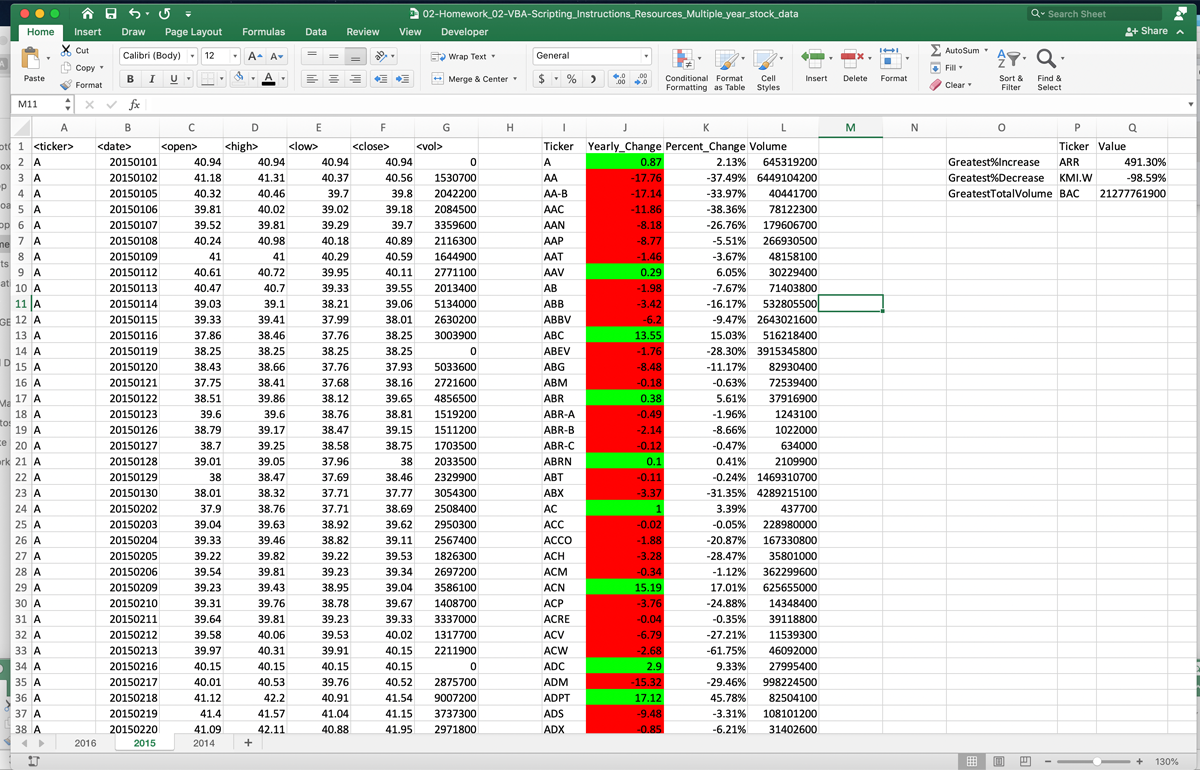 02-Homework_02-VBA-Scripting_Instructions_Resources_Multiple_year_stock_data
Search Sheet
Home Insert Draw Page Layout Formulas Data Review View Developer Share
Paste Cut Copy Format
Calibri (Body) 12 A A
B I U A
Wrap Text
Merge & Center
General
$ %
Conditional Formatting Format as Table Cell Styles
Insert Delete Format
AutoSum Fill Clear
Sort & Filter Find & Select
M11 fx
A B C D E F G H I J K L M N O P Q
1 <ticker> <date> <open> <high> <low> <close> <vol> Ticker Yearly_Change Percent_Change Volume Ticker Value
2 A 20150101 40.94 40.94 40.94 40.94 0 A 0.87 2.13% 645319200 Greatest%Increase ARR 491.30%
3 A 20150102 41.18 41.31 40.37 40.56 1530700 AA -17.76 -37.49% 6449104200 Greatest%Decrease KMI.W -98.59%
4 A 20150105 40.32 40.46 39.7 39.8 2042200 AA-B -17.14 -33.97% 40441700 GreatestTotalVolume BAC 21277761900
5 A 20150106 39.81 40.02 39.02 39.18 2084500 AAC -11.86 -38.36% 78122300
6 A 20150107 39.52 39.81 39.29 39.7 3359600 AAN -8.18 -26.76% 179606700
7 A 20150108 40.24 40.98 40.18 40.89 2116300 AAP -8.77 -5.51% 266930500
8 A 20150109 41 41 40.29 40.59 1644900 AAT -1.46 -3.67% 48158100
9 A 20150112 40.61 40.72 39.95 40.11 2771100 AAV 0.29 6.05% 30229400
10 A 20150113 40.47 40.7 39.33 39.55 2013400 AB -1.98 -7.67% 71403800
11 A 20150114 39.03 39.1 38.21 39.06 5134000 ABB -3.42 -16.17% 532805500
12 A 20150115 39.33 39.41 37.99 38.01 2630200 ABBV -6.2 -9.47% 2643021600
13 A 20150116 37.86 38.46 37.76 38.25 3003900 ABC 13.55 15.03% 516218400
14 A 20150119 38.25 38.25 38.25 38.25 0 ABEV -1.76 -28.30% 3915345800
15 A 20150120 38.43 38.66 37.76 37.93 5033600 ABG -8.48 -11.17% 82930400
16 A 20150121 37.75 38.41 37.68 38.16 2721600 ABM -0.18 -0.63% 72539400
17 A 20150122 38.51 39.86 38.12 39.65 4856500 ABR 0.38 5.61% 37916900
18 A 20150123 39.6 39.6 38.76 38.81 1519200 ABR-A -0.49 -1.96% 1243100
19 A 20150126 38.79 39.17 38.47 39.15 1511200 ABR-B -2.14 -8.66% 1022000
20 A 20150127 38.7 39.25 38.58 38.75 1703500 ABR-C -0.12 -0.47% 634000
21 A 20150128 39.01 39.05 37.96 38 2033500 ABRN 0.1 0.41% 2109900
22 A 20150129 38 38.47 37.69 38.46 2329900 ABT -0.11 -0.24% 1469310700
23 A 20150130 38.01 38.32 37.71 37.77 3054300 ABX -3.37 -31.35% 4289215100
24 A 20150202 37.9 38.76 37.71 38.69 2508400 AC 1 3.39% 437700
25 A 20150203 39.04 39.63 38.92 39.62 2950300 ACC -0.02 -0.05% 228980000
26 A 20150204 39.33 39.46 38.82 39.11 2567400 ACCO -1.88 -20.87% 167330800
27 A 20150205 39.22 39.82 39.22 39.53 1826300 ACH -3.28 -28.47% 35801000
28 A 20150206 39.54 39.81 39.23 39.34 2697200 ACM -0.34 -1.12% 362299600
29 A 20150209 39.23 39.43 38.95 39.04 3586100 ACN 15.19 17.01% 625655000
30 A 20150210 39.31 39.76 38.78 39.67 1408700 ACP -3.76 -24.88% 14348400
31 A 20150211 39.64 39.81 39.23 39.33 3337000 ACRE -0.04 -0.35% 39118800
32 A 20150212 39.58 40.06 39.53 40.02 1317700 ACV -6.79 -27.21% 11539300
33 A 20150213 39.97 40.31 39.91 40.15 2211900 ACW -2.68 -61.75% 46092000
34 A 20150216 40.15 40.15 40.15 40.15 0 ADC 2.9 9.33% 27995400
35 A 20150217 40.01 40.53 39.76 40.52 2875700 ADM -15.32 -29.46% 998224500
36 A 20150218 41.12 42.2 40.91 41.54 9007200 ADPT 17.12 45.78% 82504100
37 A 20150219 41.4 41.57 41.04 41.15 3737300 ADS -9.48 -3.31% 108101200
38 A 20150220 41.09 42.11 40.88 41.95 2971800 ADX -0.85 -6.21% 31402600
2016 2015 2014 +
130%